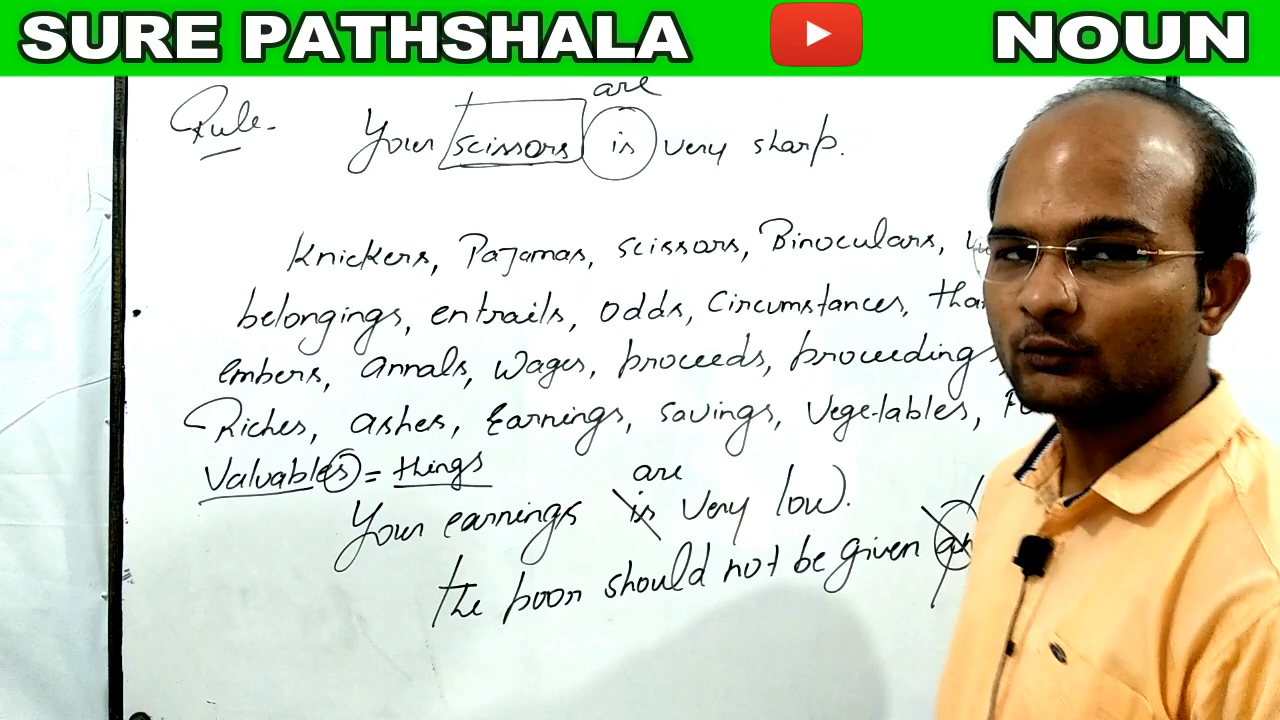 SURE PATHSHALA NOUN
are
Rule- Your scissors is very sharp.
Knickers, Pajamas, scissors, Binoculars,
belongings, entrails, odds, Circumstances,
embers, Annals, Wages, proceeds, proceedings
Riches, ashes, Earnings, savings, Vegetables,
Valuables = things
are
Your earnings is very low.
The poor should not be given